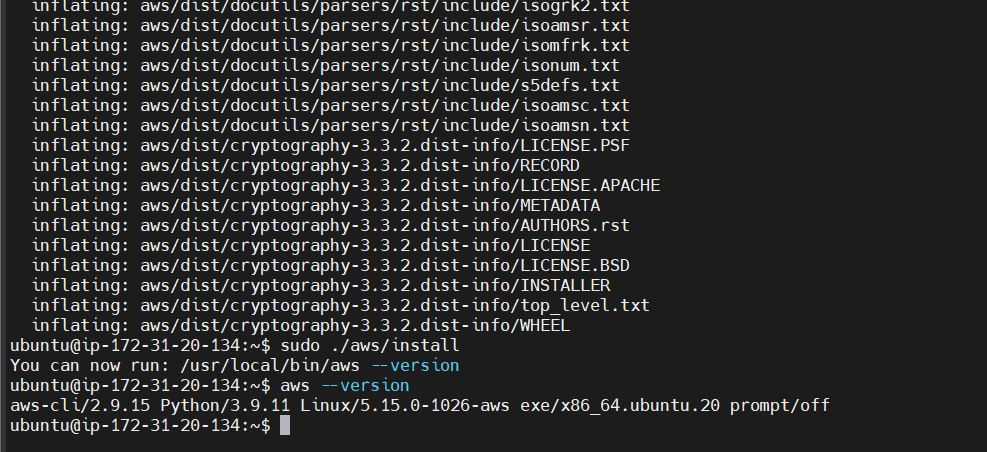 inflating: aws/dist/docutils/parsers/rst/include/isogrk2.txt
inflating: aws/dist/docutils/parsers/rst/include/isoamsr.txt
inflating: aws/dist/docutils/parsers/rst/include/isomfrk.txt
inflating: aws/dist/docutils/parsers/rst/include/isonum.txt
inflating: aws/dist/docutils/parsers/rst/include/s5defs.txt
inflating: aws/dist/docutils/parsers/rst/include/isoamsc.txt
inflating: aws/dist/docutils/parsers/rst/include/isoamsn.txt
inflating: aws/dist/cryptography-3.3.2.dist-info/LICENSE.PSF
inflating: aws/dist/cryptography-3.3.2.dist-info/RECORD
inflating: aws/dist/cryptography-3.3.2.dist-info/LICENSE.APACHE
inflating: aws/dist/cryptography-3.3.2.dist-info/METADATA
inflating: aws/dist/cryptography-3.3.2.dist-info/AUTHORS.rst
inflating: aws/dist/cryptography-3.3.2.dist-info/LICENSE
inflating: aws/dist/cryptography-3.3.2.dist-info/LICENSE.BSD
inflating: aws/dist/cryptography-3.3.2.dist-info/INSTALLER
inflating: aws/dist/cryptography-3.3.2.dist-info/top_level.txt
inflating: aws/dist/cryptography-3.3.2.dist-info/WHEEL
ubuntu@ip-172-31-20-134:~$ sudo ./aws/install
You can now run: /usr/local/bin/aws --version
ubuntu@ip-172-31-20-134:~$ aws --version
aws-cli/2.9.15 Python/3.9.11 Linux/5.15.0-1026-aws exe/x86_64.ubuntu.20 prompt/off
ubuntu@ip-172-31-20-134:~$